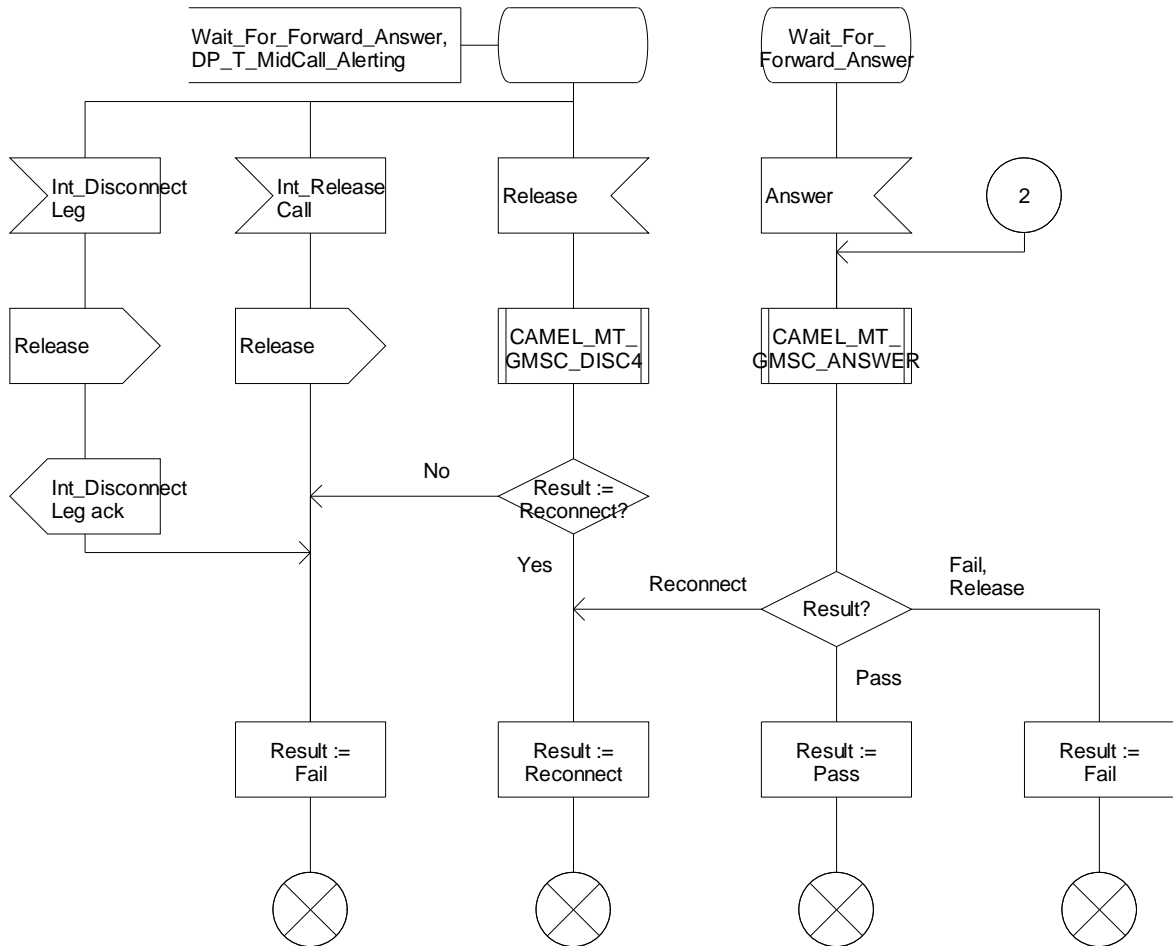 Wait_For_Forward_Answer,
DP_T_MidCall_Alerting
Wait_For_
Forward_Answer
Int_Disconnect
Leg
Int_Release
Call
Release
Answer
2
Release
Release
CAMEL_MT_
GMSC_DISC4
CAMEL_MT_
GMSC_ANSWER
Int_Disconnect
Leg ack
No
Result :=
Reconnect?
Yes
Reconnect
Result?
Fail,
Release
Pass
Result :=
Fail
Result :=
Reconnect
Result :=
Pass
Result :=
Fail